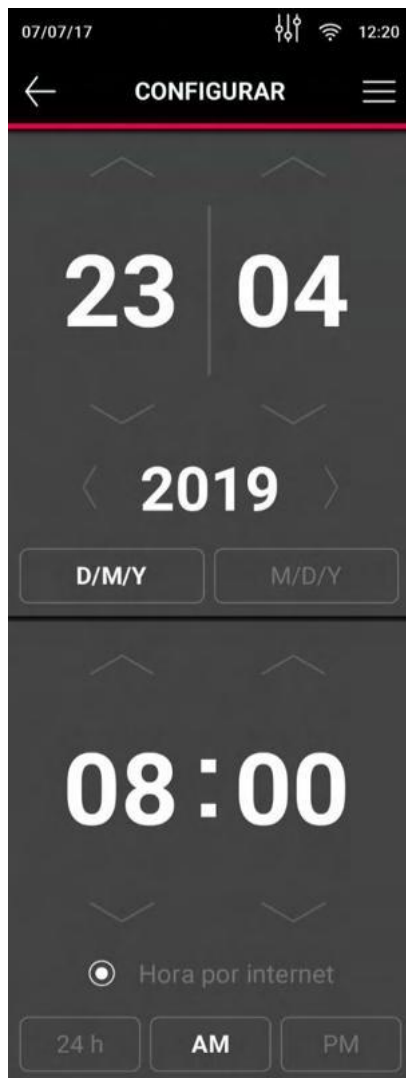 07/07/17 12:20
CONFIGURAR
23 04
2019
D/M/Y M/D/Y
08:00
Hora por internet
24 h AM PM